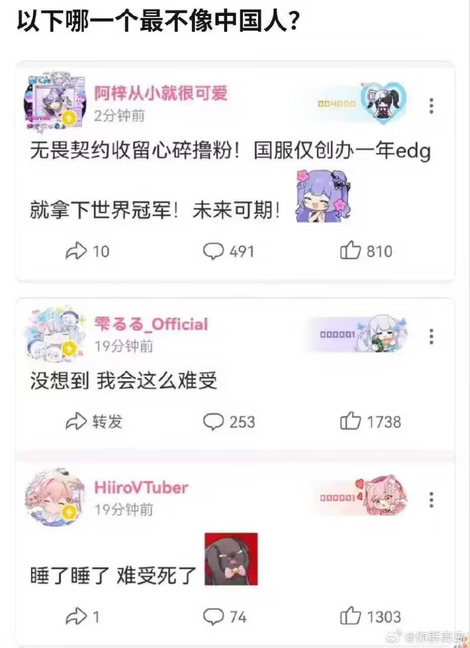 以下哪一个最不像中国人？
阿梓从小就很可爱
2分钟前
004000
无畏契约收留心碎撸粉！国服仅创办一年edg
就拿下世界冠军！未来可期！
10
491
810
雫るる_Official
19分钟前
000001
没想到 我会这么难受
转发
253
1738
HiiroVTuber
19分钟前
000001
睡了睡了 难受死了
1
74
1303